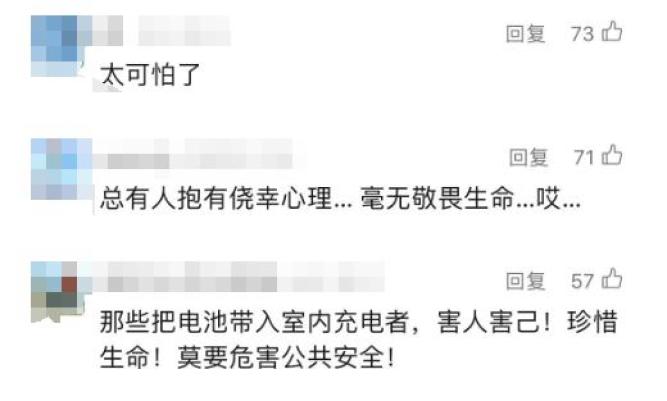 回复 73
太可怕了
回复 71
总有人抱有侥幸心理... 毫无敬畏生命...哎...
回复 57
那些把电池带入室内充电者，害人害己！珍惜
生命！莫要危害公共安全！